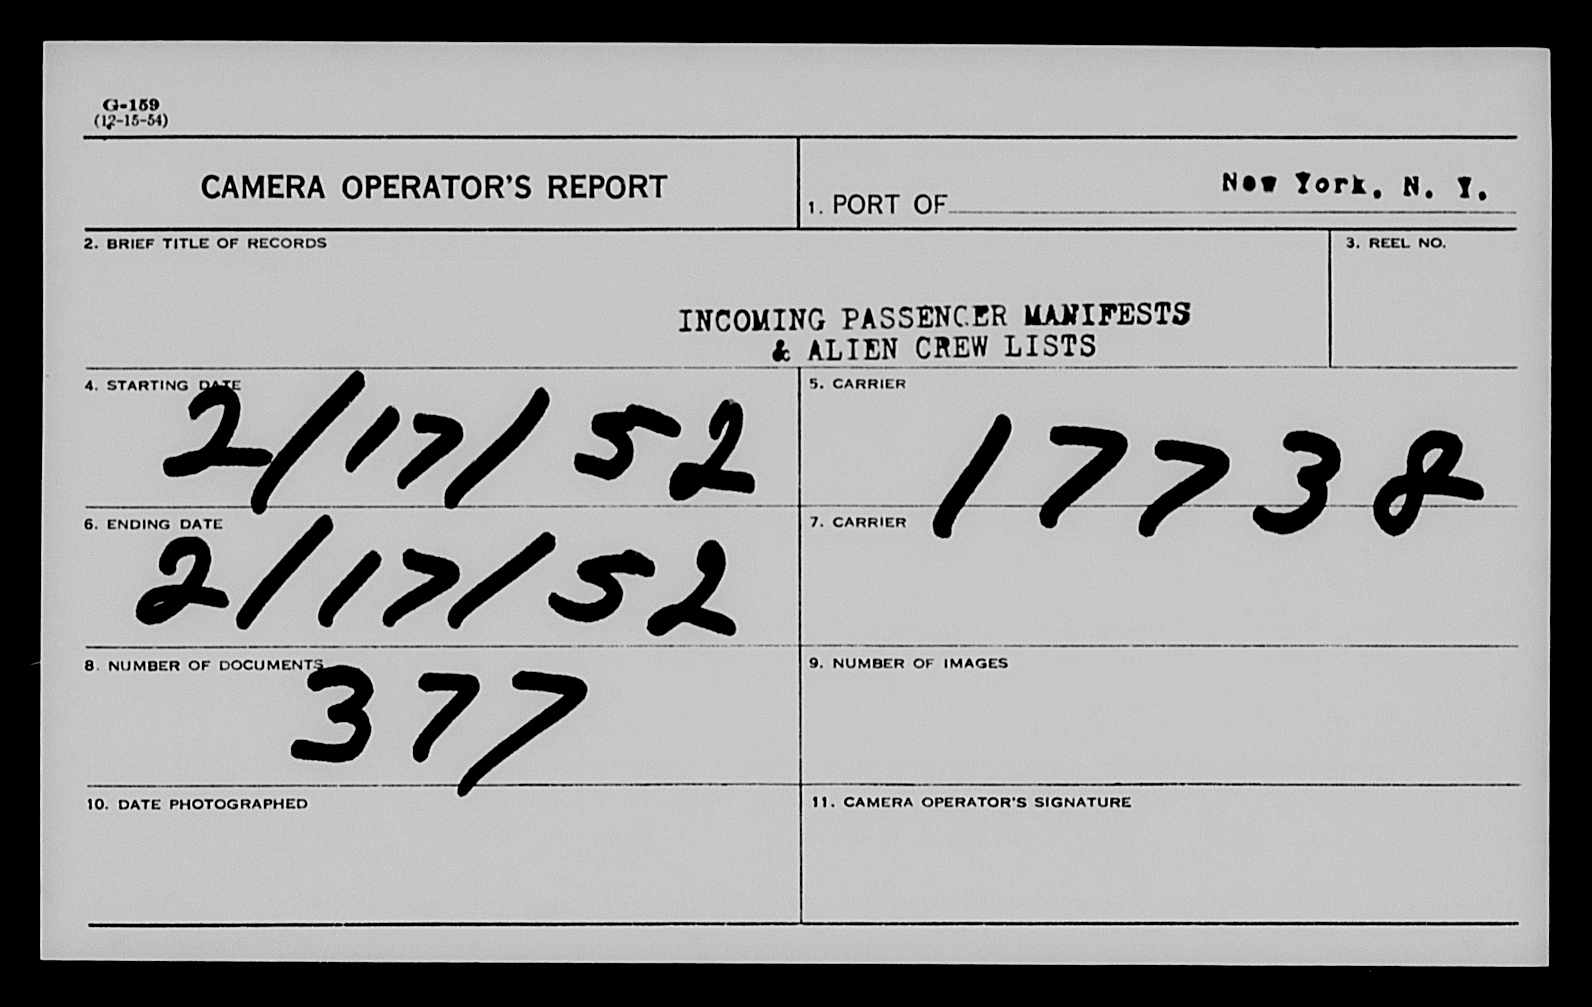 G-159
(12-15-54)
CAMERA OPERATOR'S REPORT
1. PORT OF New York, N. Y.
2. BRIEF TITLE OF RECORDS
3. REEL NO.
INCOMING PASSENGER MANIFESTS
& ALIEN CREW LISTS
4. STARTING DATE
2/17/52
5. CARRIER
17738
6. ENDING DATE
2/17/52
7. CARRIER
8. NUMBER OF DOCUMENTS
377
9. NUMBER OF IMAGES
10. DATE PHOTOGRAPHED
11. CAMERA OPERATOR'S SIGNATURE